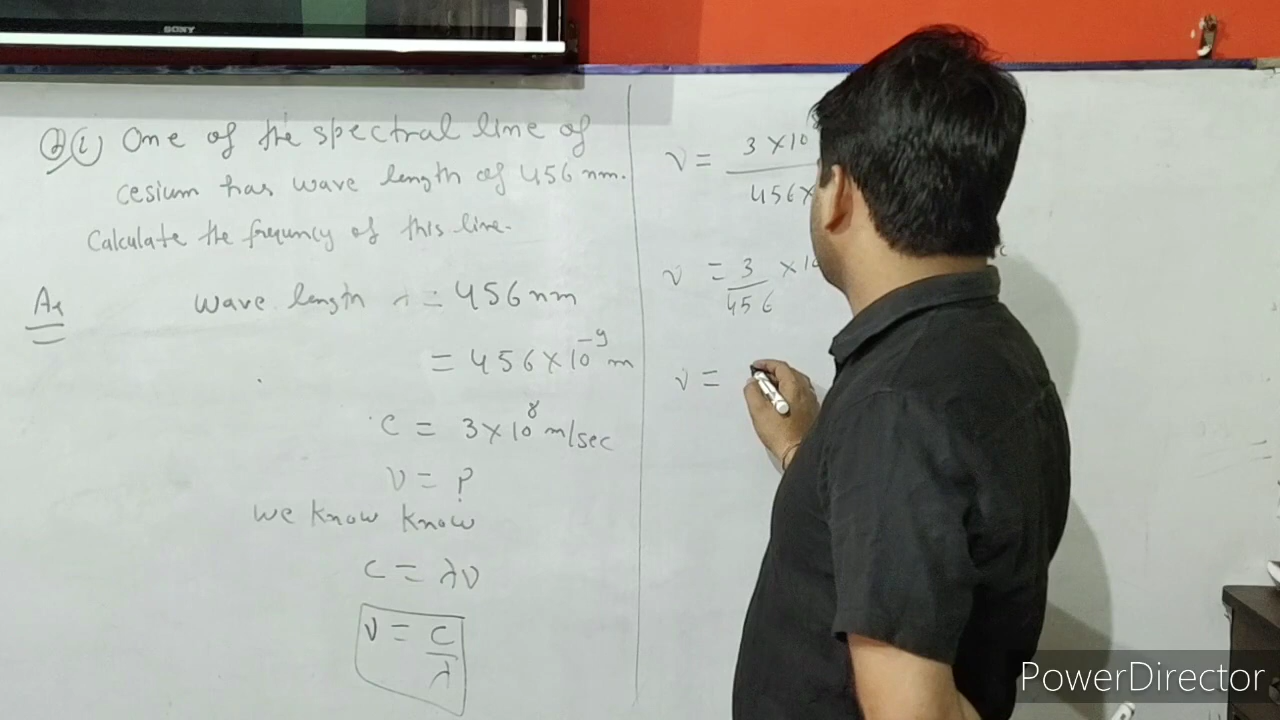 SONY
Q(i) One of the spectral line of
cesium has wave length of 456 nm.
Calculate the frequncy of this line.
wave length λ = 456 nm
= 456 × 10⁻⁹ m
c = 3 × 10⁸ m/sec
ν = ?
we know know
c = λν
ν = c/λ
ν = 3 × 10
456 ×
ν = 3/456 × 10
ν =
PowerDirector